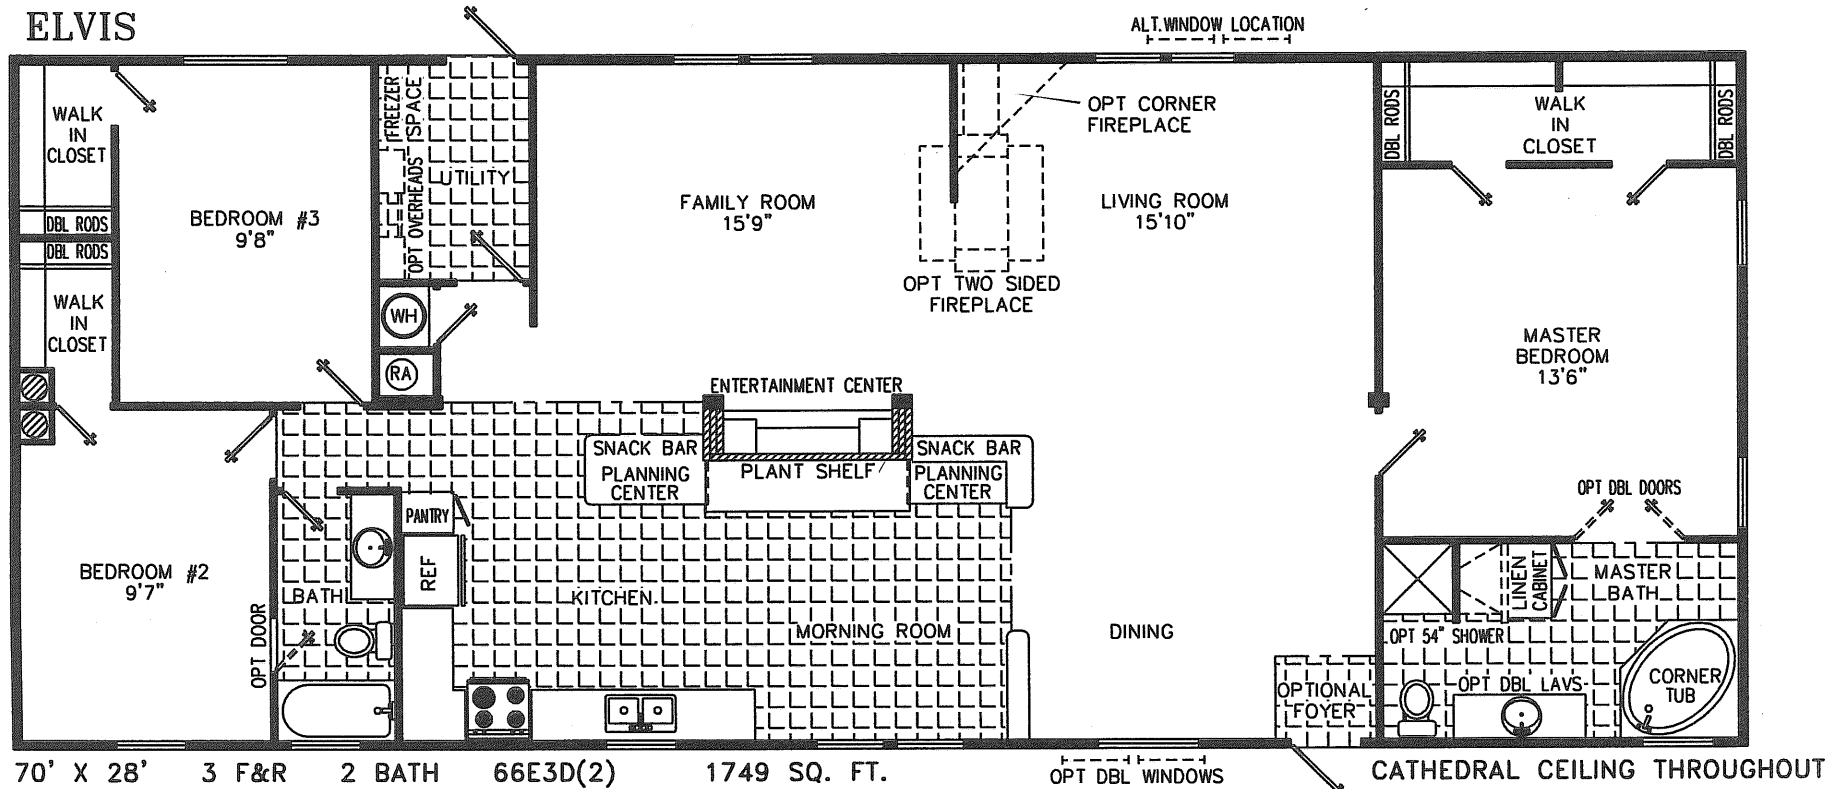 ELVIS
ALT.WINDOW LOCATION
WALK
IN
CLOSET
DBL RODS
DBL RODS
WALK
IN
CLOSET
BEDROOM #3
9'8"
FREEZER
SPACE
OPT OVERHEADS
UTILITY
WH
RA
FAMILY ROOM
15'9"
OPT CORNER
FIREPLACE
LIVING ROOM
15'10"
OPT TWO SIDED
FIREPLACE
DBL RODS
WALK
IN
CLOSET
DBL RODS
MASTER
BEDROOM
13'6"
ENTERTAINMENT CENTER
SNACK BAR
PLANNING
CENTER
PLANT SHELF
SNACK BAR
PLANNING
CENTER
OPT DBL DOORS
BEDROOM #2
9'7"
OPT DOOR
BATH
PANTRY
REF
KITCHEN
MORNING ROOM
DINING
OPTIONAL
FOYER
LINEN
CABINET
MASTER
BATH
OPT 54" SHOWER
OPT DBL LAVS
CORNER
TUB
70' X 28' 3 F&R 2 BATH 66E3D(2) 1749 SQ. FT.
OPT DBL WINDOWS
CATHEDRAL CEILING THROUGHOUT